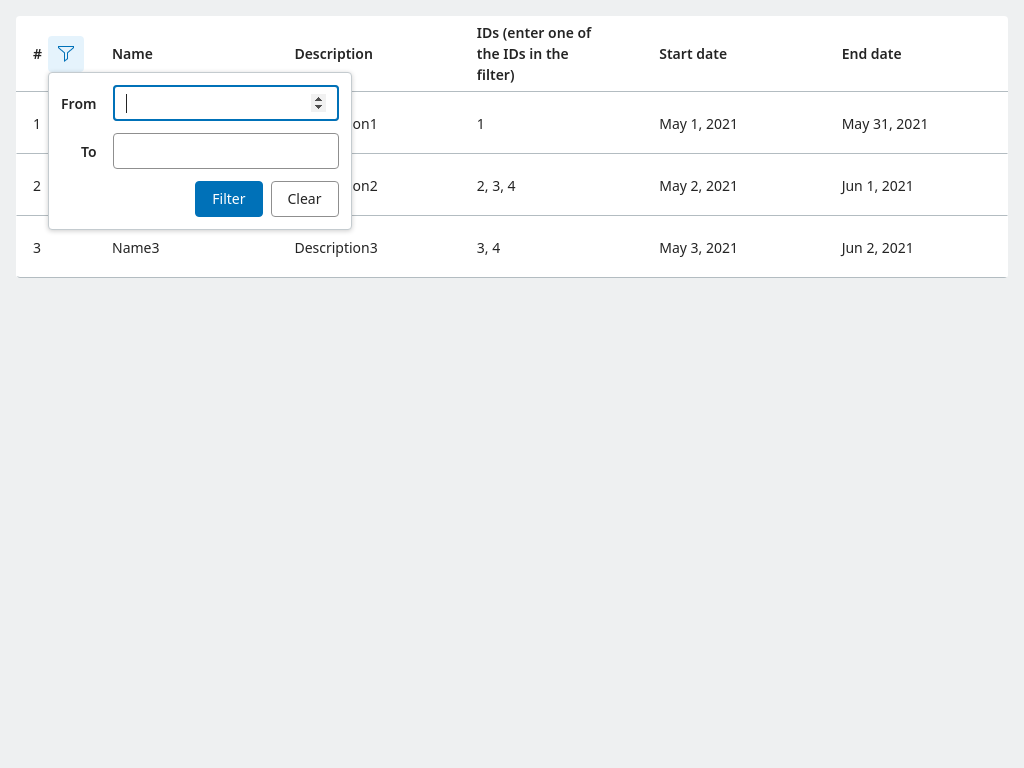 # Name Description IDs (enter one of the IDs in the filter) Start date End date
From
To
Filter Clear
1 on1 1 May 1, 2021 May 31, 2021
2 on2 2, 3, 4 May 2, 2021 Jun 1, 2021
3 Name3 Description3 3, 4 May 3, 2021 Jun 2, 2021